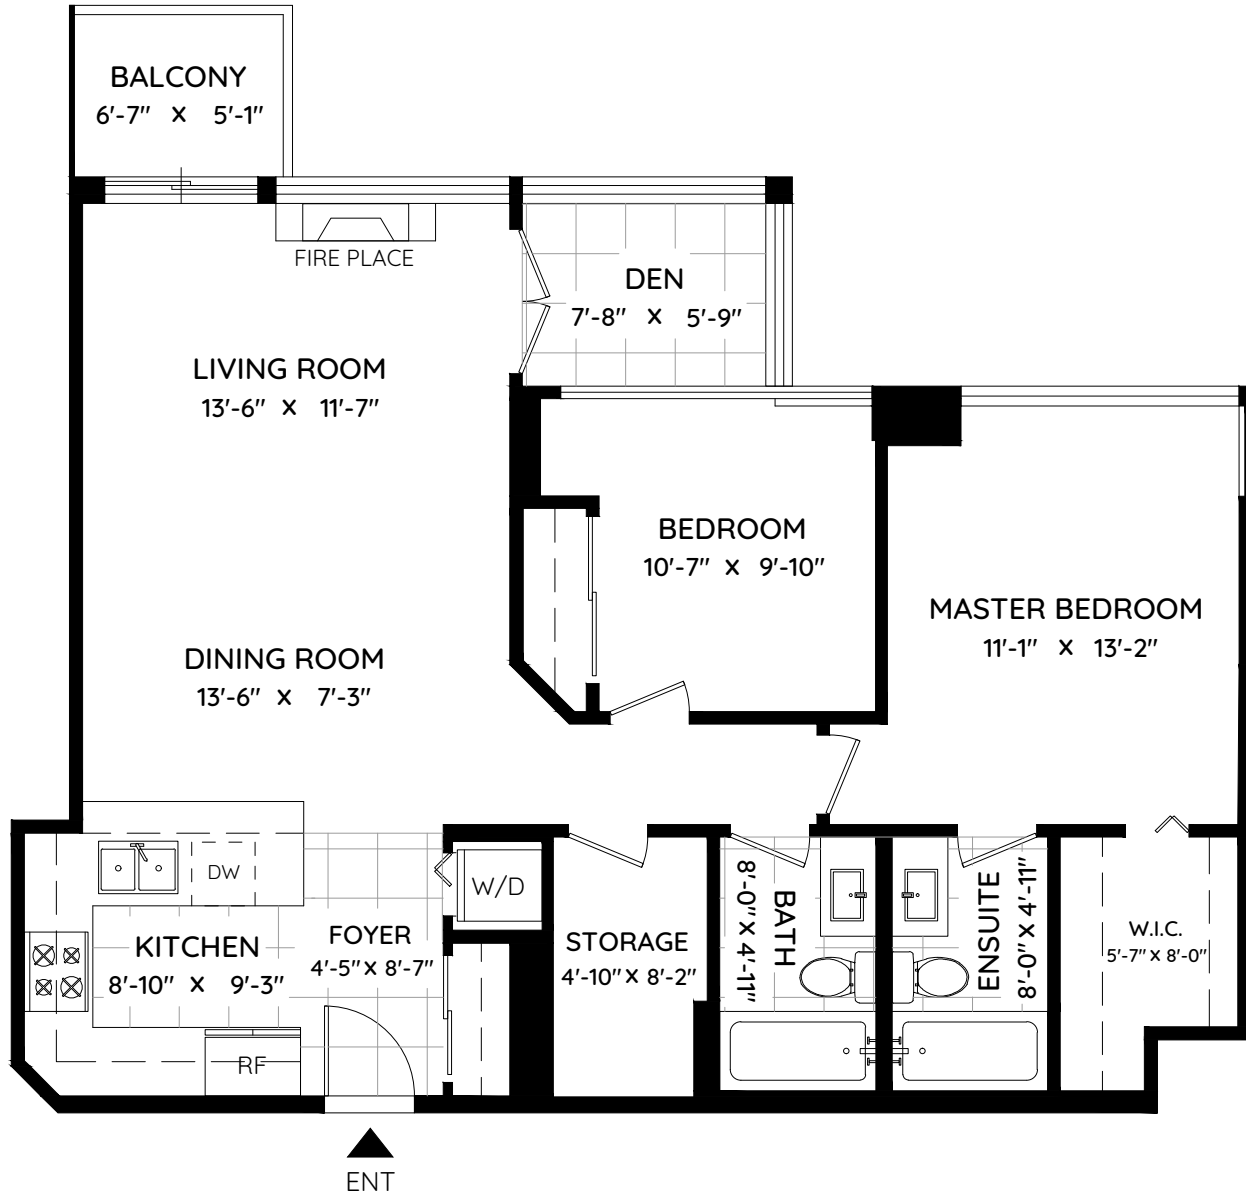 BALCONY
6'-7" x 5'-1"
FIRE PLACE
DEN
7'-8" x 5'-9"
LIVING ROOM
13'-6" x 11'-7"
BEDROOM
10'-7" x 9'-10"
MASTER BEDROOM
11'-1" x 13'-2"
DINING ROOM
13'-6" x 7'-3"
DW
W/D
KITCHEN
8'-10" x 9'-3"
FOYER
4'-5" x 8'-7"
STORAGE
4'-10" x 8'-2"
BATH
8'-0" x 4'-11"
ENSUITE
8'-0" x 4'-11"
W.I.C.
5'-7" x 8'-0"
RF
ENT